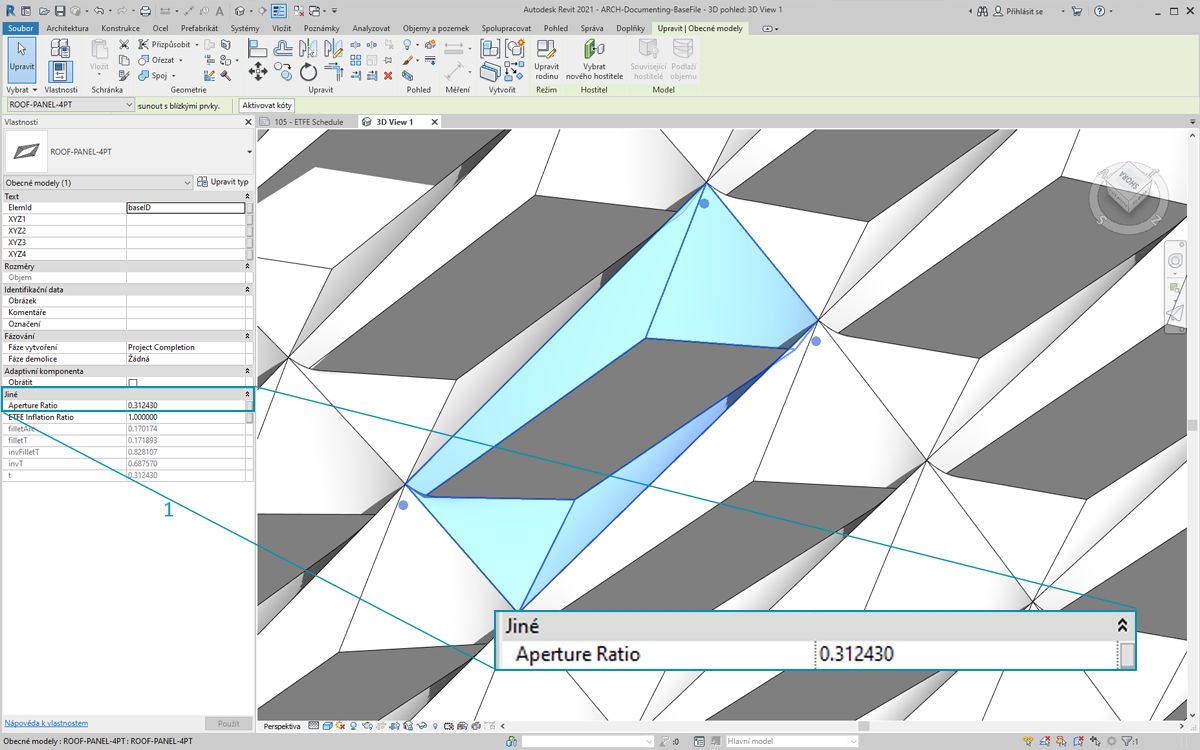 Autodesk Revit 2021 - ARCH-Documenting-BaseFile - 3D pohled: 3D View 1
Přihlásit se
Soubor Architektura Konstrukce Ocel Prefabrikát Systémy Vložit Poznámky Analyzovat Objemy a pozemek Spolupracovat Pohled Správa Doplňky Upravit | Obecné modely
Upravit
Vložit
Přizpůsobit
Ořezat
Spoj
Upravit rodinu
Vybrat nového hostitele
Související hostitelé
Podlaží objemu
Vybrat Vlastnosti Schránka Geometrie Upravit Pohled Měření Vytvořit Režim Hostitel Model
ROOF-PANEL-4PT
sunout s blízkými prvky.
Aktivovat kóty
Vlastnosti
105 - ETFE Schedule
3D View 1
ROOF-PANEL-4PT
Obecné modely (1)
Upravit typ
Text
ElemId baseID
XYZ1
XYZ2
XYZ3
XYZ4
Rozměry
Objem
Identifikační data
Obrázek
Komentáře
Označení
Fázování
Fáze vytvoření Project Completion
Fáze demolice Žádná
Adaptivní komponenta
Obrátit
Jiné
Aperture Ratio 0.312430
ETFE Inflation Ratio 1.000000
filletArc 0.170174
filletT 0.171893
invFilletT 0.828107
invT 0.687570
t 0.312430
1
Jiné
Aperture Ratio 0.312430
Nápověda k vlastnostem
Použít
Perspektiva
Obecné modely : ROOF-PANEL-4PT : ROOF-PANEL-4PT
:0
Hlavní model
:1